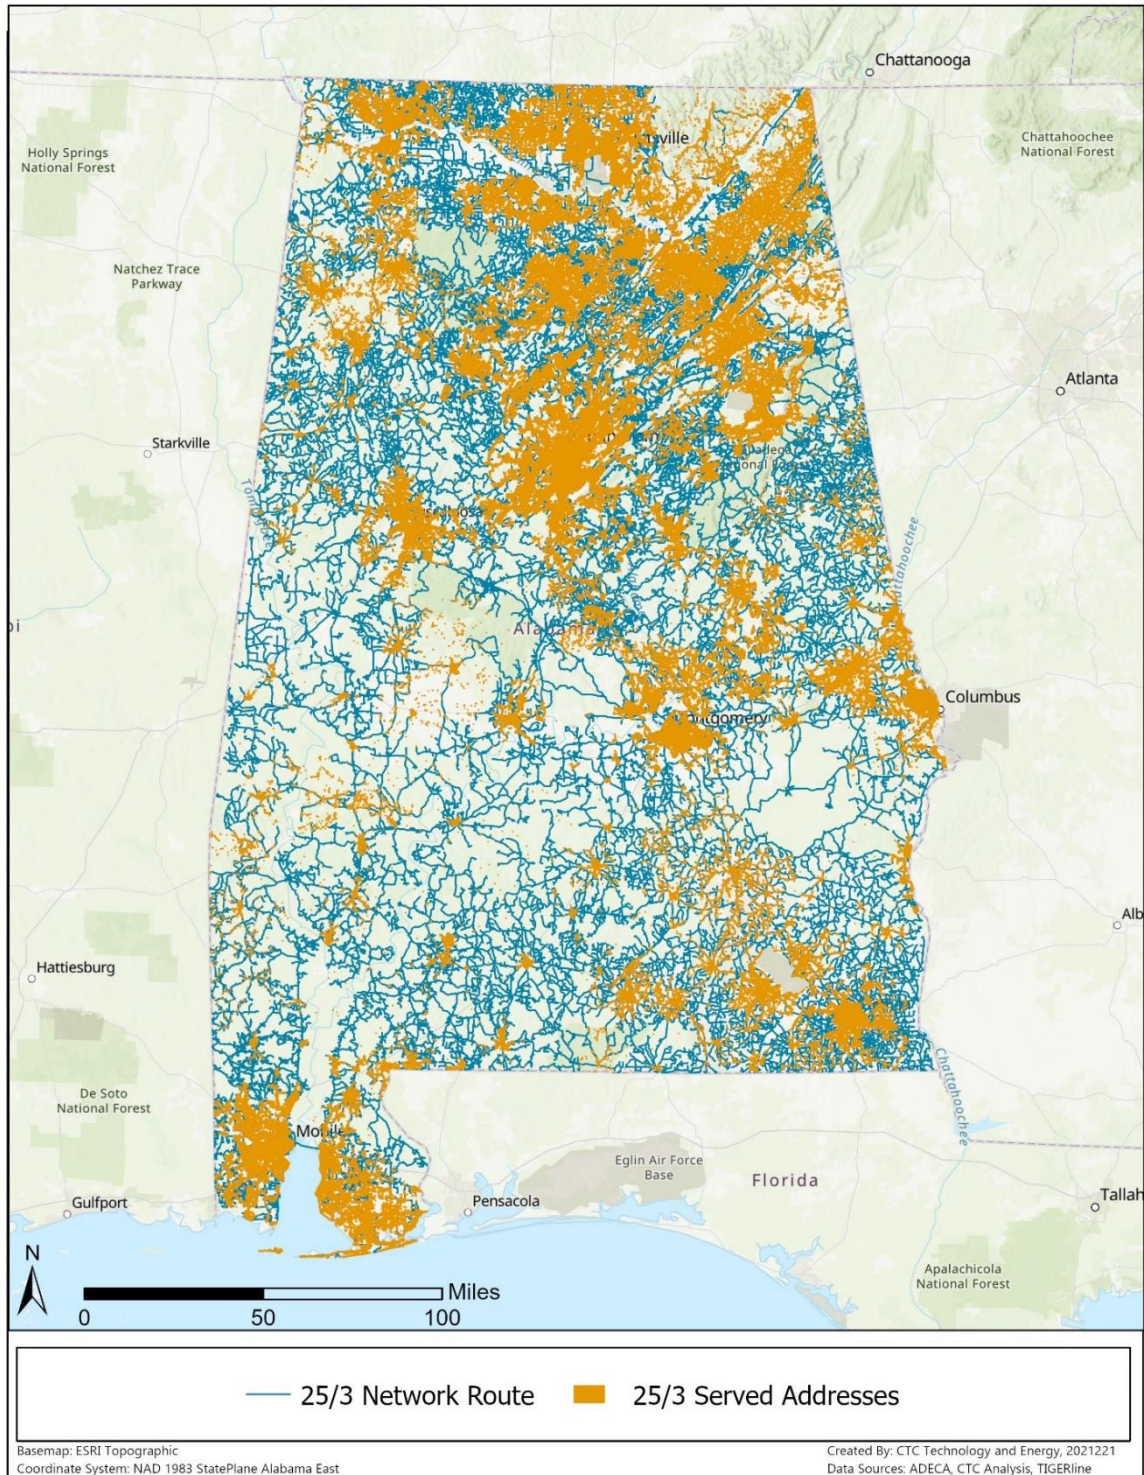 Chattanooga
Holly Springs
National Forest
Chattahoochee
National Forest
Natchez Trace
Parkway
Atlanta
Starkville
Chattahoochee
Alabama
Columbus
Montgomery
Hattiesburg
De Soto
National Forest
Mobile
Chattahoochee
Eglin Air Force
Base
Florida
Gulfport
Pensacola
Tallah
Apalachicola
National Forest
N
Miles
0 50 100
25/3 Network Route 25/3 Served Addresses
Basemap: ESRI Topographic
Coordinate System: NAD 1983 StatePlane Alabama East
Created By: CTC Technology and Energy, 2021221
Data Sources: ADECA, CTC Analysis, TIGERline